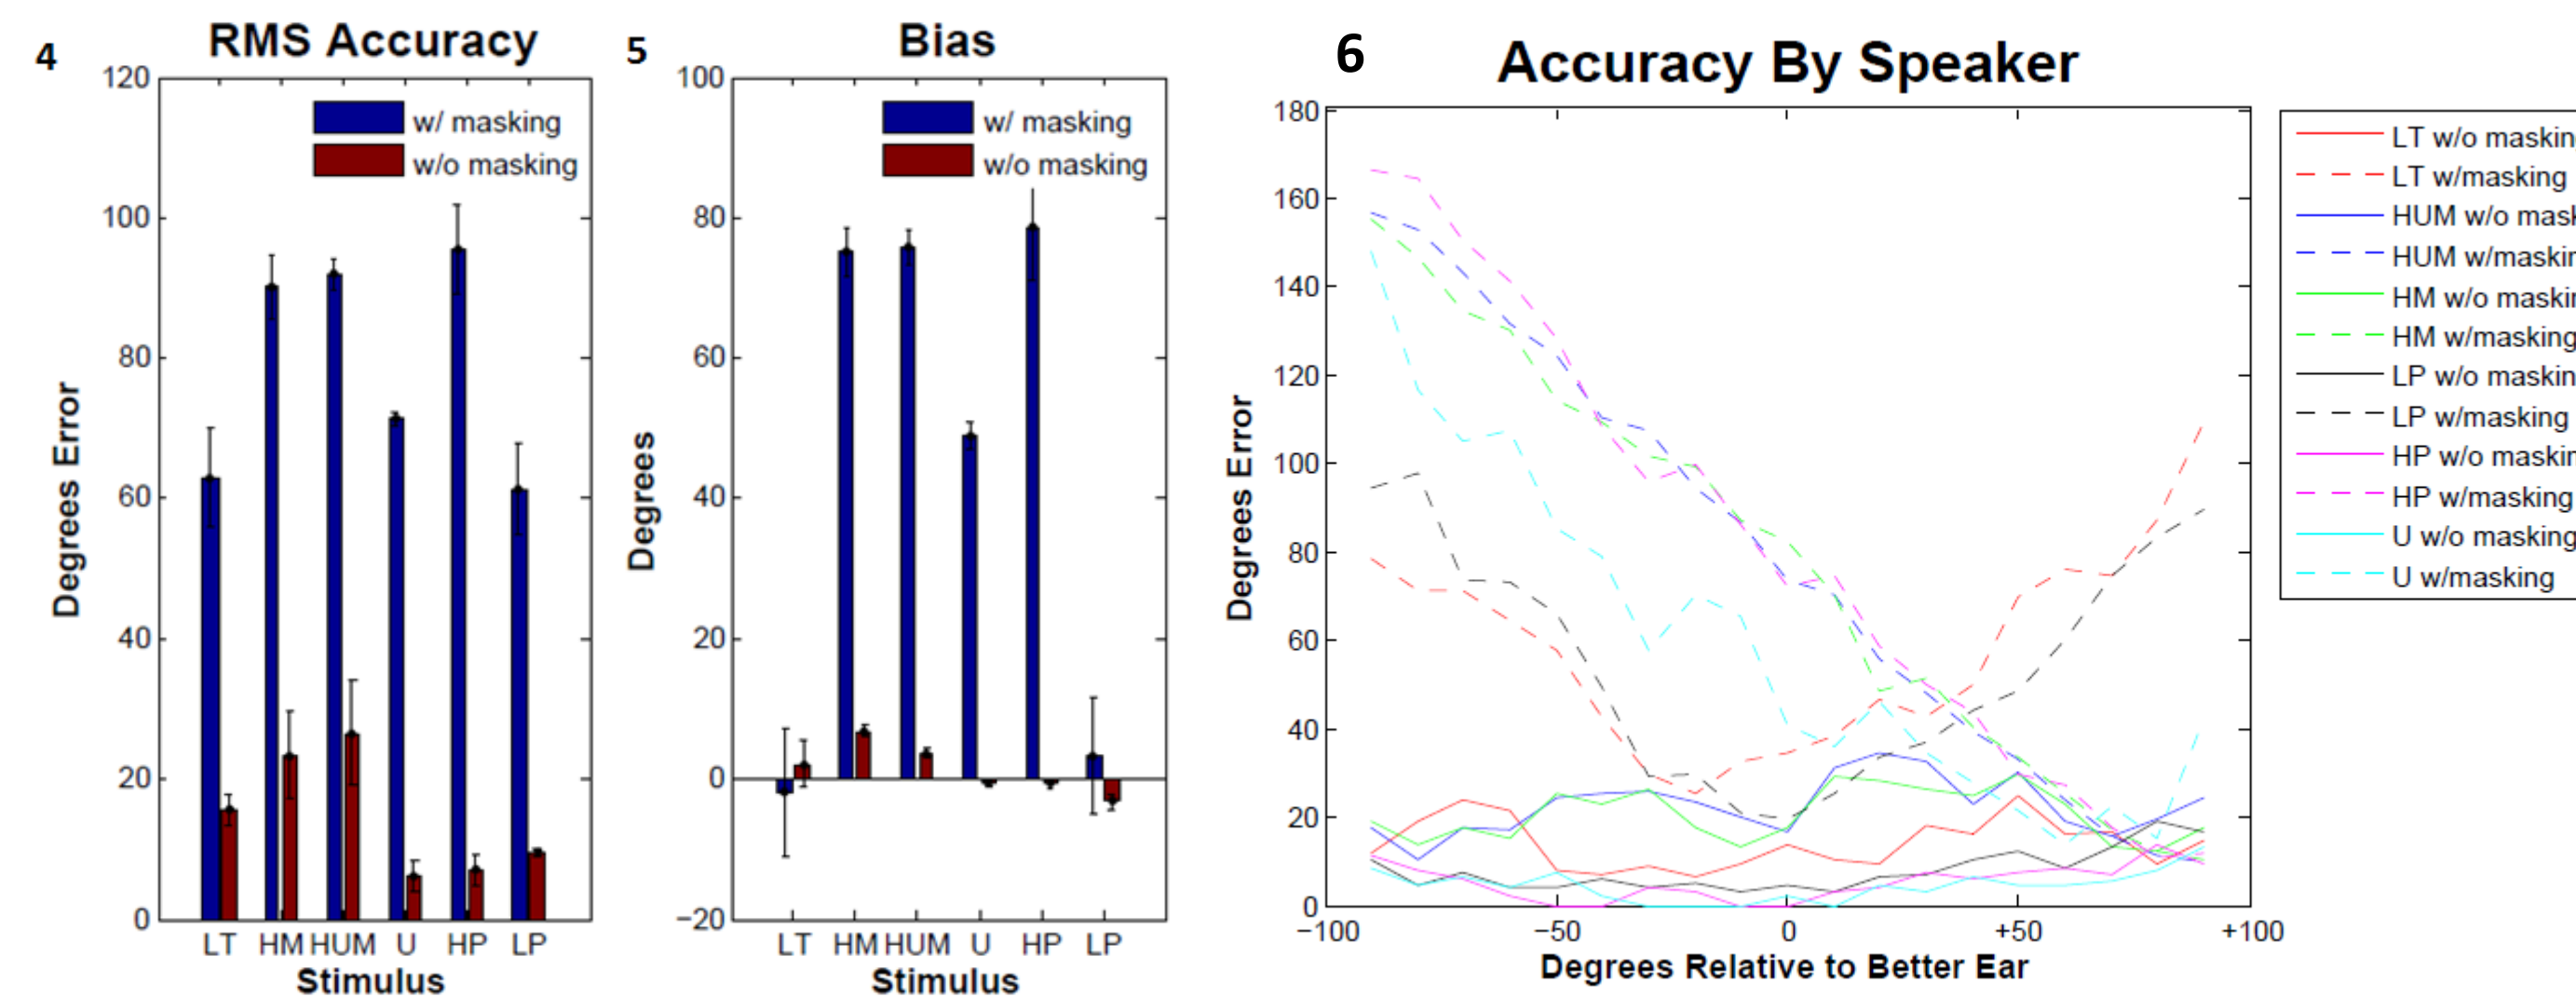 4
RMS Accuracy
120
100
80
60
40
20
0
Degrees Error
w/ masking
w/o masking
LT HM HUM U HP LP
Stimulus
5
Bias
100
80
60
40
20
0
−20
Degrees
w/ masking
w/o masking
LT HM HUM U HP LP
Stimulus
6
Accuracy By Speaker
180
160
140
120
100
80
60
40
20
0
Degrees Error
−100 −50 0 +50 +100
Degrees Relative to Better Ear
LT w/o maskin
LT w/masking
HUM w/o mask
HUM w/maskin
HM w/o maskin
HM w/masking
LP w/o maskin
LP w/masking
HP w/o maskin
HP w/masking
U w/o masking
U w/masking